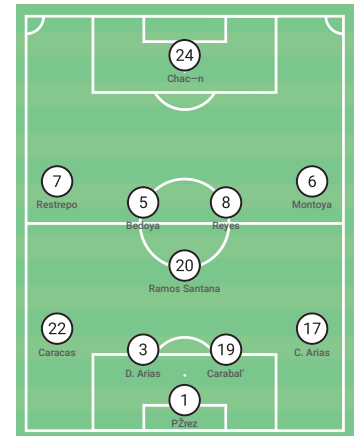 24
Chac—n
7
Restrepo
6
Montoya
5
Bedoya
8
Reyes
20
Ramos Santana
22
Caracas
17
C. Arias
3
D. Arias
19
Carabal’
1
PŽrez